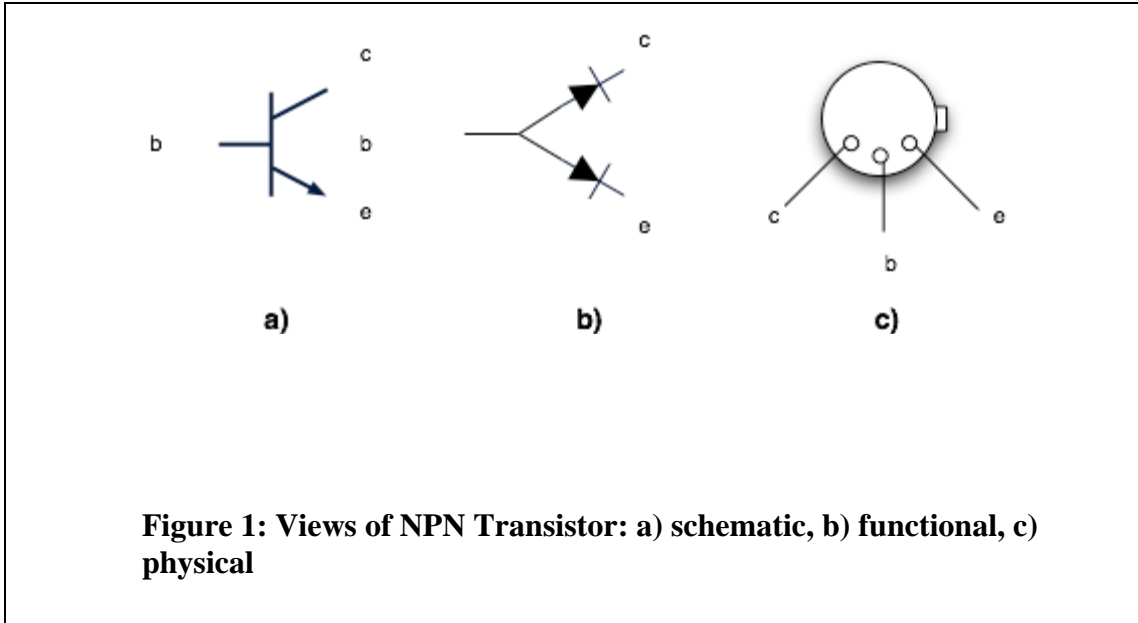 c
b
b
e
a)
c
e
b)
c
e
b
c)
Figure 1: Views of NPN Transistor: a) schematic, b) functional, c)
physical